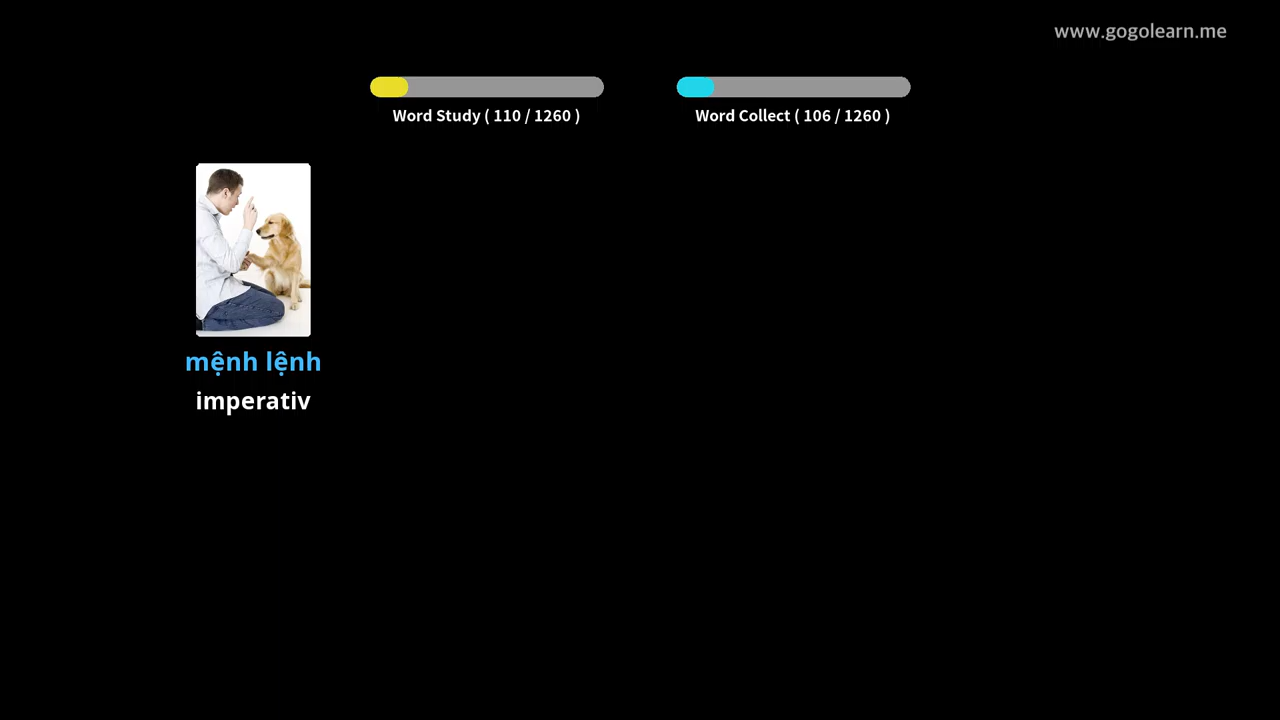 www.gogolearn.me
Word Study ( 110 / 1260 )
Word Collect ( 106 / 1260 )
mệnh lệnh
imperativ